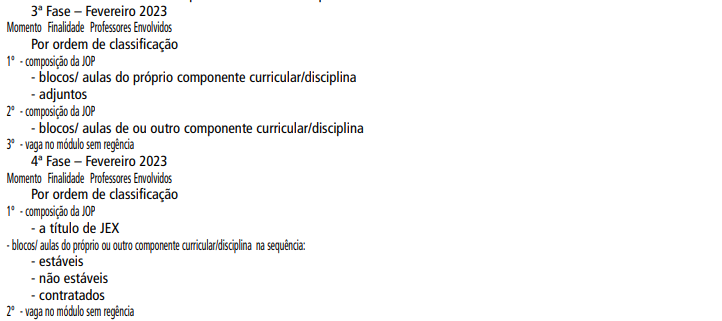 3ª Fase – Fevereiro 2023
Momento Finalidade Professores Envolvidos
Por ordem de classificação
1º - composição da JOP
- blocos/ aulas do próprio componente curricular/disciplina
- adjuntos
2º - composição da JOP
- blocos/ aulas de ou outro componente curricular/disciplina
3º - vaga no módulo sem regência
4ª Fase – Fevereiro 2023
Momento Finalidade Professores Envolvidos
Por ordem de classificação
1º - composição da JOP
- a título de JEX
- blocos/ aulas do próprio ou outro componente curricular/disciplina na sequência:
- estáveis
- não estáveis
- contratados
2º - vaga no módulo sem regência